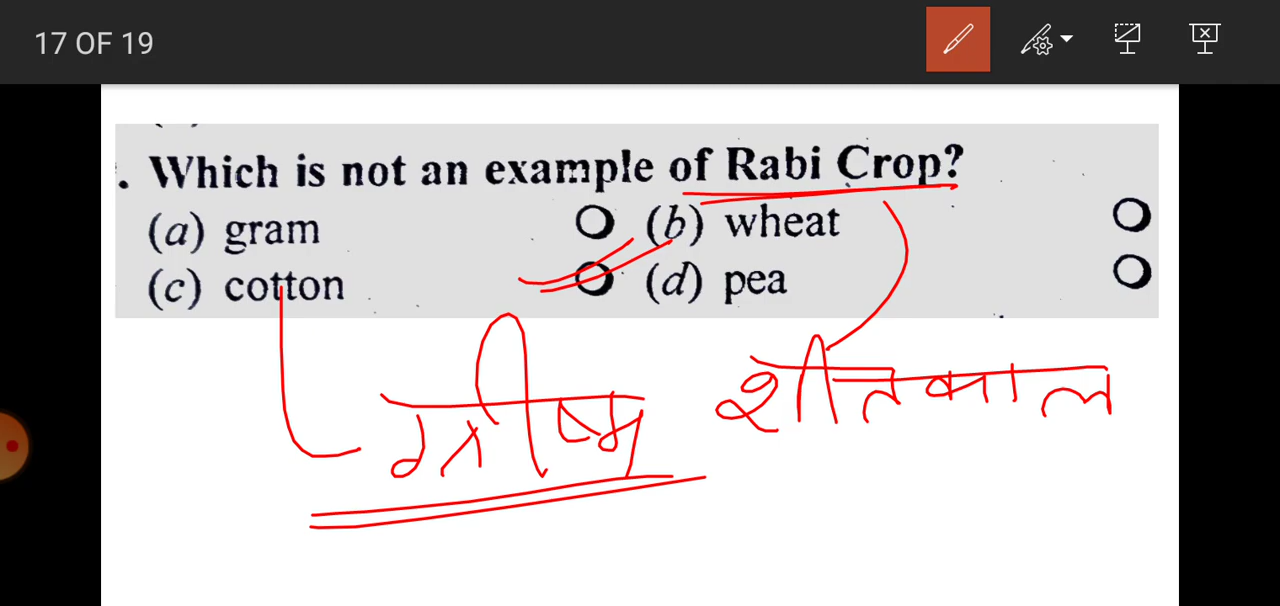 17 OF 19
. Which is not an example of Rabi Crop?
(a) gram (b) wheat
(c) cotton (d) pea
ग्रीष्म शीतकाल